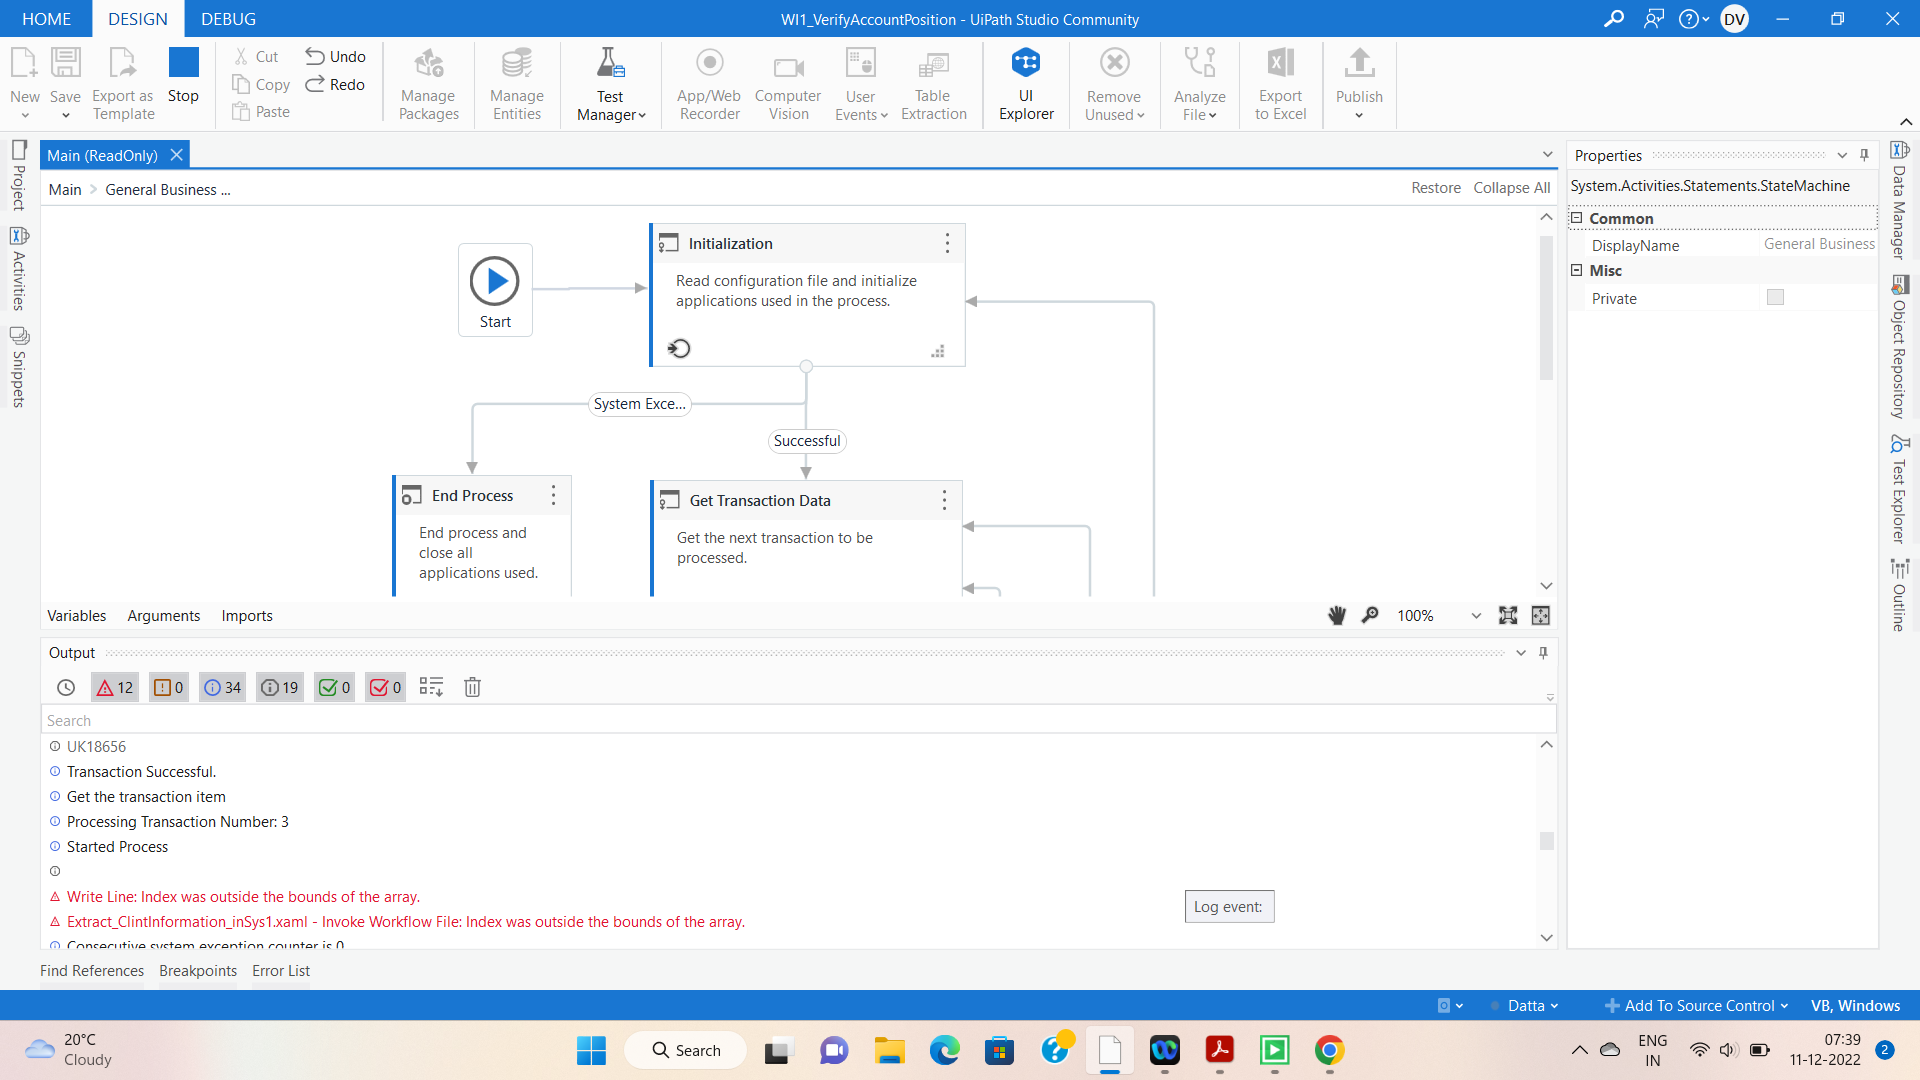 HOME DESIGN DEBUG
WI1_VerifyAccountPosition - UiPath Studio Community
DV
New
Save
Export as
Template
Stop
Cut
Copy
Paste
Undo
Redo
Manage
Packages
Manage
Entities
Test
Manager
App/Web
Recorder
Computer
Vision
User
Events
Table
Extraction
UI
Explorer
Remove
Unused
Analyze
File
Export
to Excel
Publish
Project
Activities
Snippets
Main (ReadOnly)
Main > General Business ...
Restore Collapse All
Start
Initialization
Read configuration file and initialize
applications used in the process.
System Exce...
Successful
End Process
End process and
close all
applications used.
Get Transaction Data
Get the next transaction to be
processed.
Variables Arguments Imports
100%
Properties
System.Activities.Statements.StateMachine
Common
DisplayName General Business
Misc
Private
Data Manager
Object Repository
Test Explorer
Outline
Output
12 0 34 19 0 0
Search
UK18656
Transaction Successful.
Get the transaction item
Processing Transaction Number: 3
Started Process
Write Line: Index was outside the bounds of the array.
Extract_ClintInformation_inSys1.xaml - Invoke Workflow File: Index was outside the bounds of the array.
Consecutive system exception counter is 0
Log event:
Find References Breakpoints Error List
Datta
Add To Source Control
VB, Windows
20°C
Cloudy
Search
ENG
IN
07:39
11-12-2022
2